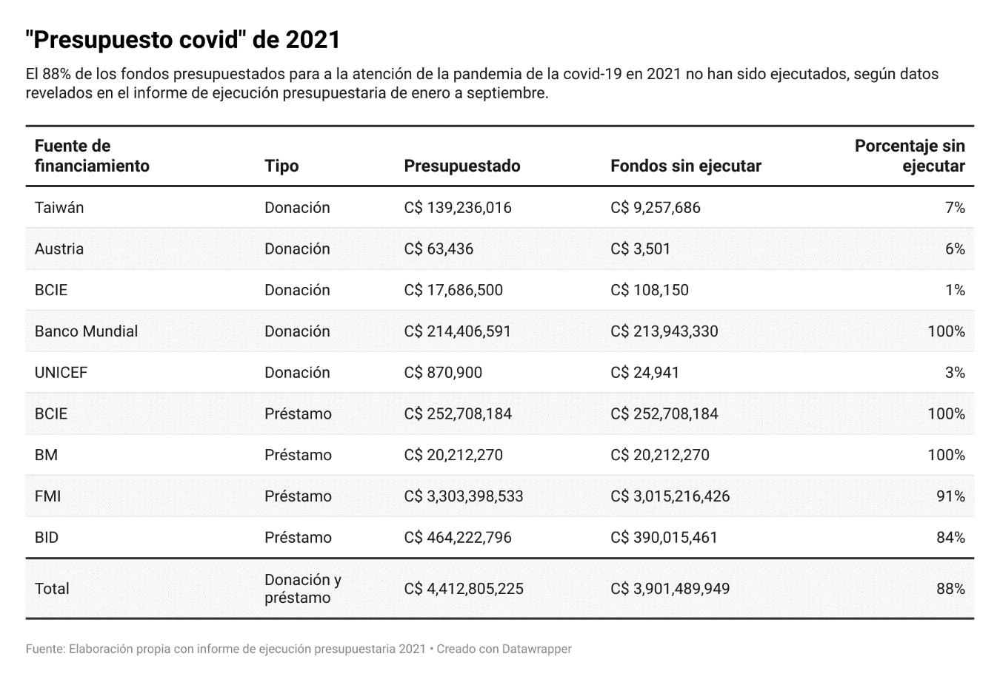 "Presupuesto covid" de 2021
El 88% de los fondos presupuestados para a la atención de la pandemia de la covid-19 en 2021 no han sido ejecutados, según datos
revelados en el informe de ejecución presupuestaria de enero a septiembre.
Fuente de financiamiento Tipo Presupuestado Fondos sin ejecutar Porcentaje sin ejecutar
Taiwán Donación C$ 139,236,016 C$ 9,257,686 7%
Austria Donación C$ 63,436 C$ 3,501 6%
BCIE Donación C$ 17,686,500 C$ 108,150 1%
Banco Mundial Donación C$ 214,406,591 C$ 213,943,330 100%
UNICEF Donación C$ 870,900 C$ 24,941 3%
BCIE Préstamo C$ 252,708,184 C$ 252,708,184 100%
BM Préstamo C$ 20,212,270 C$ 20,212,270 100%
FMI Préstamo C$ 3,303,398,533 C$ 3,015,216,426 91%
BID Préstamo C$ 464,222,796 C$ 390,015,461 84%
Total Donación y préstamo C$ 4,412,805,225 C$ 3,901,489,949 88%
Fuente: Elaboración propia con informe de ejecución presupuestaria 2021 • Creado con Datawrapper